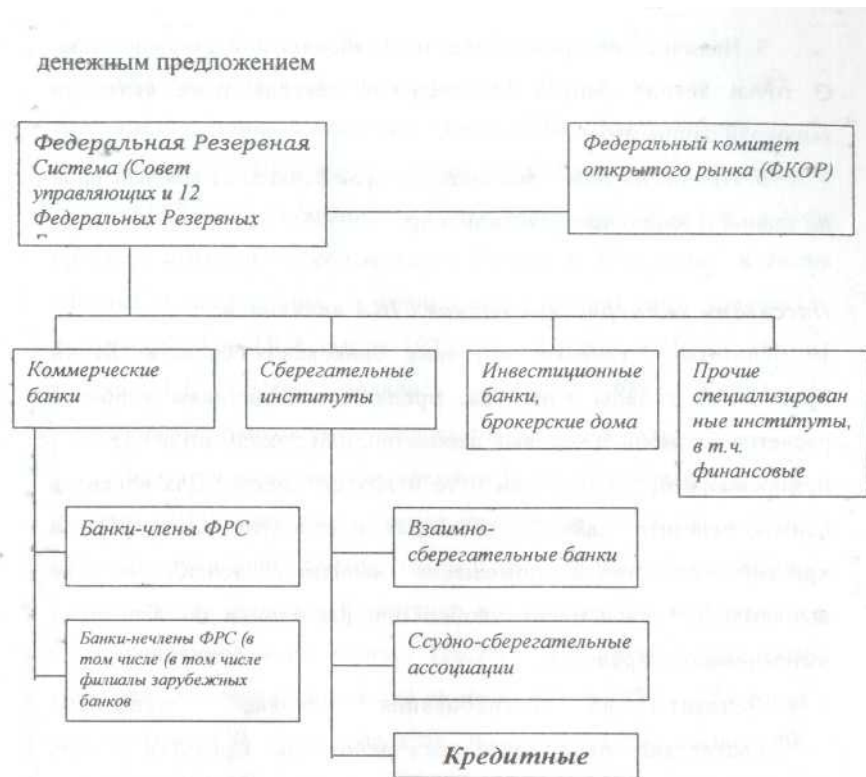 денежным предложением
Федеральная Резервная
Система (Совет
управляющих и 12
Федеральных Резервных
Федеральный комитет
открытого рынка (ФКОР)
Коммерческие
банки
Сберегательные
институты
Инвестиционные
банки,
брокерские дома
Прочие
специализирован
ные институты,
в т.ч.
финансовые
Банки-члены ФРС
Взаимно-
сберегательные банки
Банки-нечлены ФРС (в
том числе (в том числе
филиалы зарубежных
банков
Ссудно-сберегательные
ассоциации
Кредитные